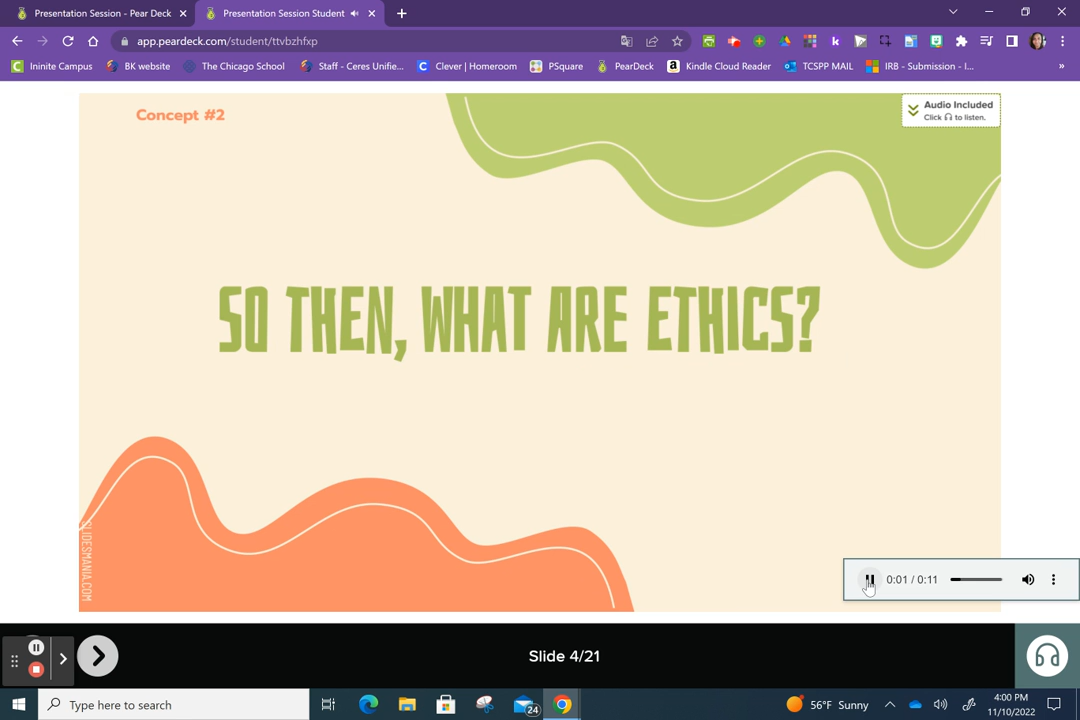 Presentation Session - Pear Deck
Presentation Session Student
app.peardeck.com/student/ttvbzhfxp
Ininite Campus
BK website
The Chicago School
Staff - Ceres Unifie...
Clever | Homeroom
PSquare
PearDeck
Kindle Cloud Reader
TCSPP MAIL
IRB - Submission - I...
Concept #2
Audio Included
Click to listen.
SO THEN, WHAT ARE ETHICS?
SLIDESMANIA.COM
0:01 / 0:11
Slide 4/21
Type here to search
24
56°F Sunny
4:00 PM
11/10/2022